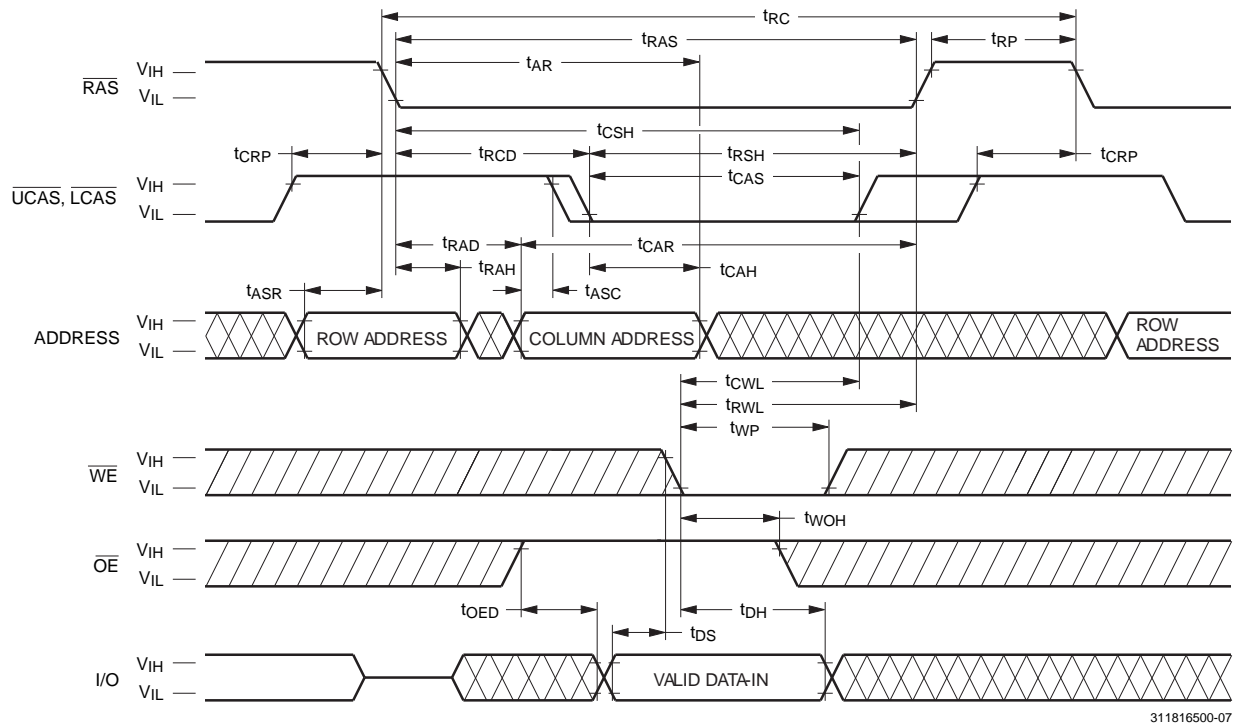 tRC
tRAS
tRP
tAR
RAS VIH
VIL
tCSH
tCRP tRCD tRSH tCRP
tCAS
UCAS, LCAS VIH
VIL
tRAD tCAR
tRAH tCAH
tASR tASC
ADDRESS VIH
VIL
ROW ADDRESS COLUMN ADDRESS ROW
ADDRESS
tCWL
tRWL
tWP
WE VIH
VIL
tWOH
OE VIH
VIL
tOED tDH
tDS
I/O VIH
VIL
VALID DATA-IN
311816500-07